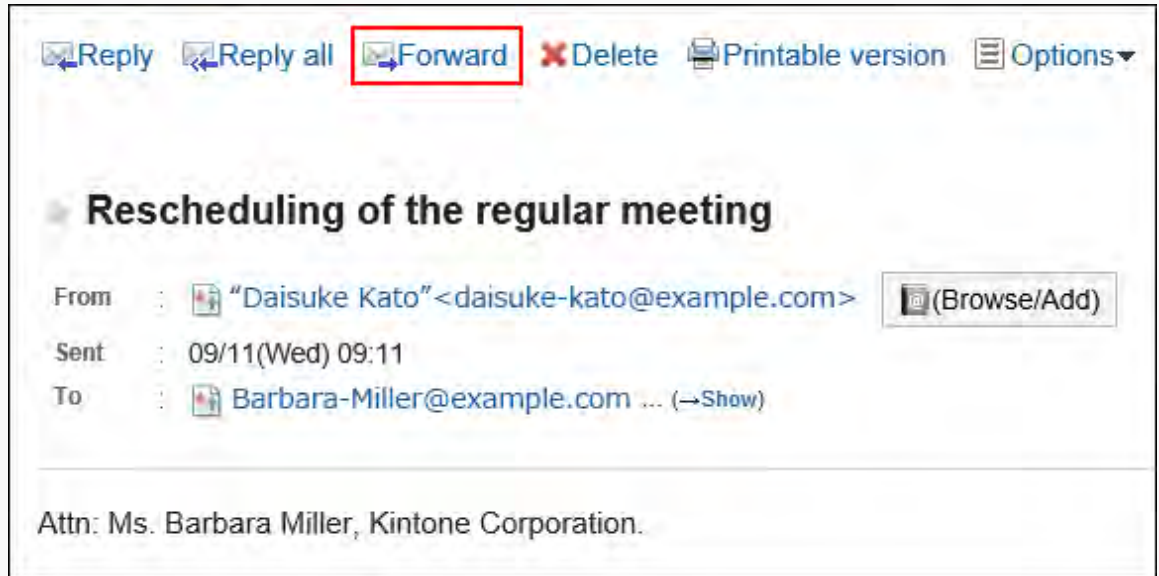 Reply Reply all Forward Delete Printable version Options
Rescheduling of the regular meeting
From : “Daisuke Kato”<daisuke-kato@example.com> (Browse/Add)
Sent : 09/11(Wed) 09:11
To : Barbara-Miller@example.com ... (→Show)
Attn: Ms. Barbara Miller, Kintone Corporation.